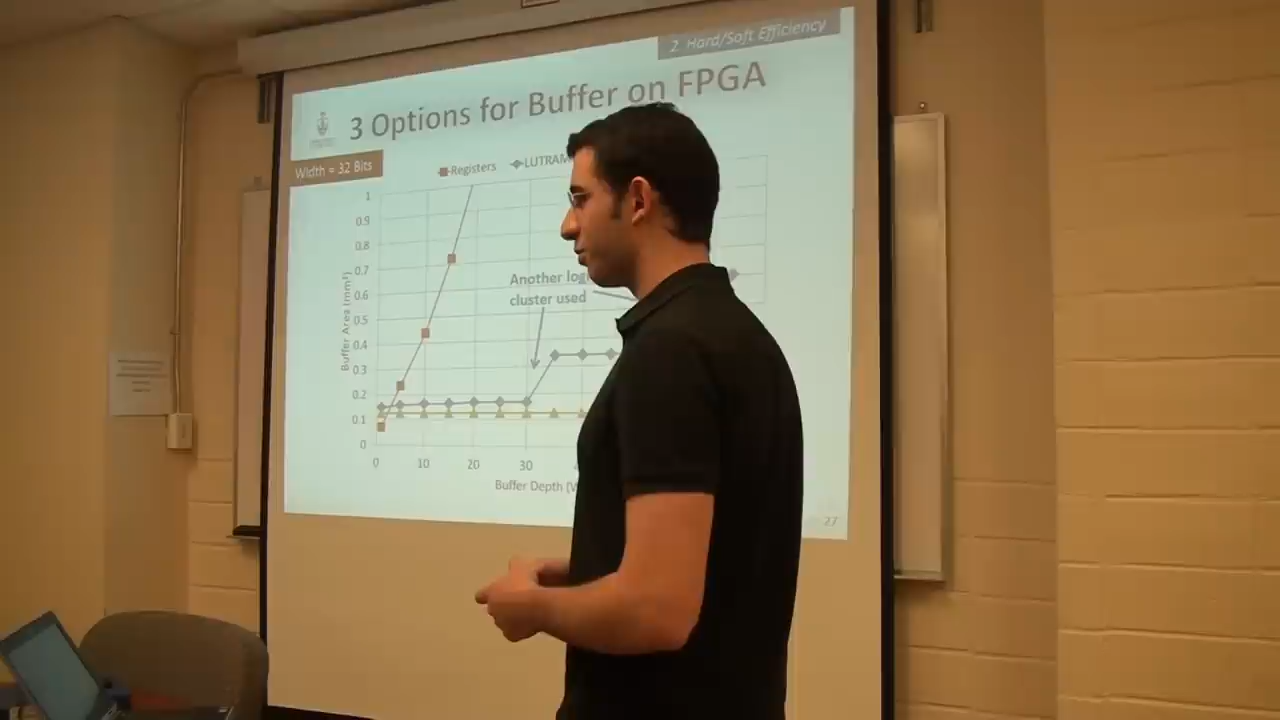 2 Hard/Soft Efficiency
3 Options for Buffer on FPGA
Width = 32 Bits
Registers
LUTRAM
1
0.9
0.8
0.7
0.6
0.5
0.4
0.3
0.2
0.1
0
Buffer Area (mm²)
Another
cluster used
0
10
20
30
Buffer Depth
27